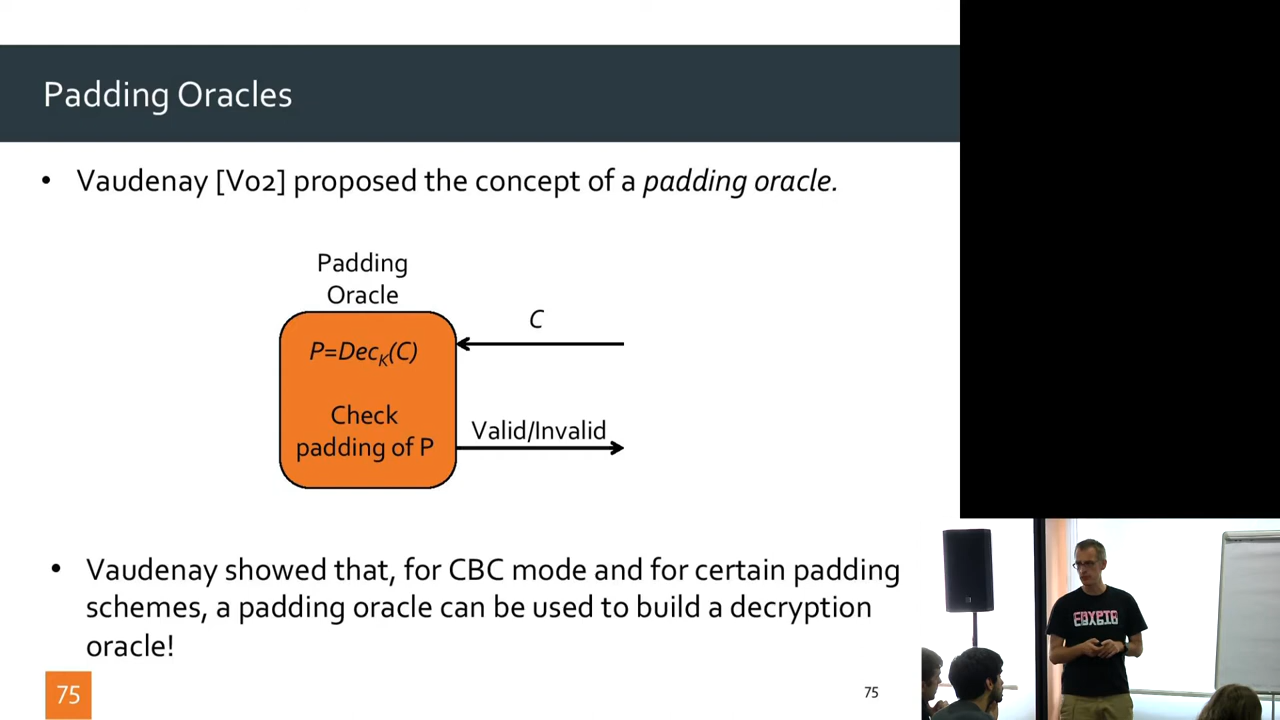 Padding Oracles
• Vaudenay [V02] proposed the concept of a padding oracle.
Padding
Oracle
C
P=DecK(C)
Check
padding of P
Valid/Invalid
• Vaudenay showed that, for CBC mode and for certain padding
schemes, a padding oracle can be used to build a decryption
oracle!
75
75